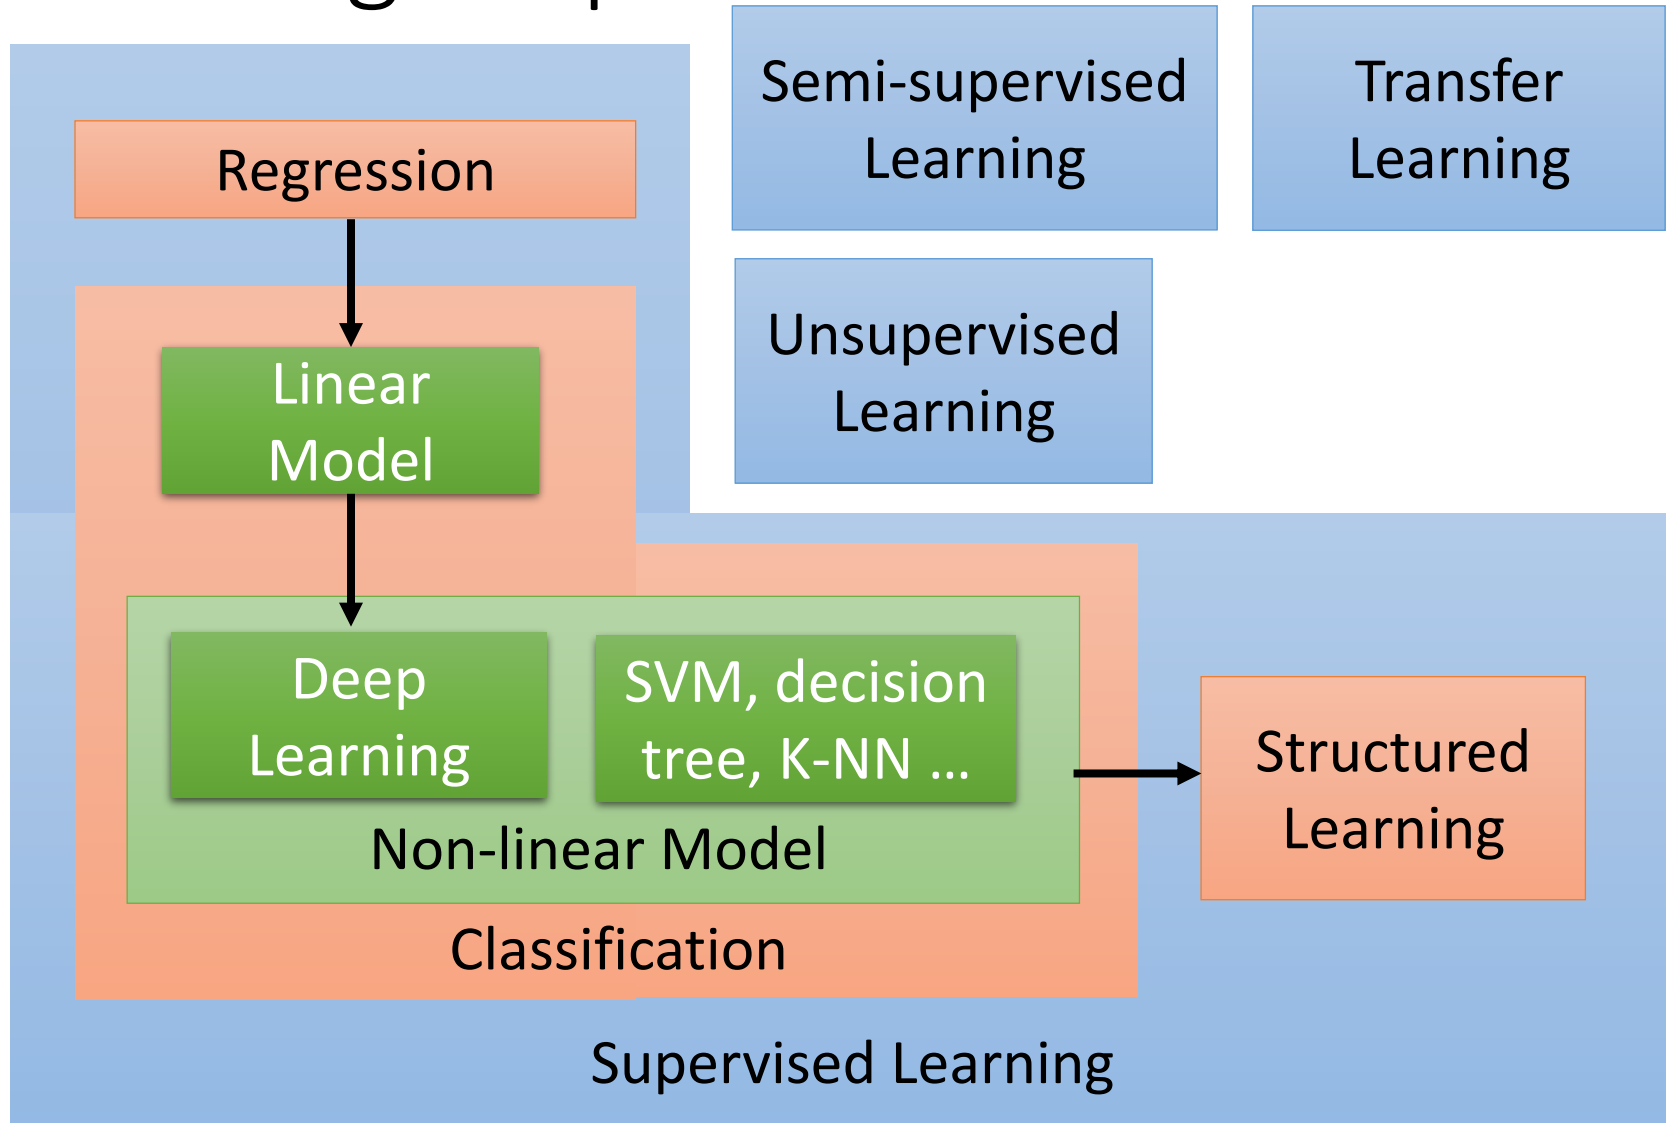 Semi-supervised
Learning
Transfer
Learning
Regression
Unsupervised
Learning
Linear
Model
Deep
Learning
SVM, decision
tree, K-NN ...
Non-linear Model
Structured
Learning
Classification
Supervised Learning